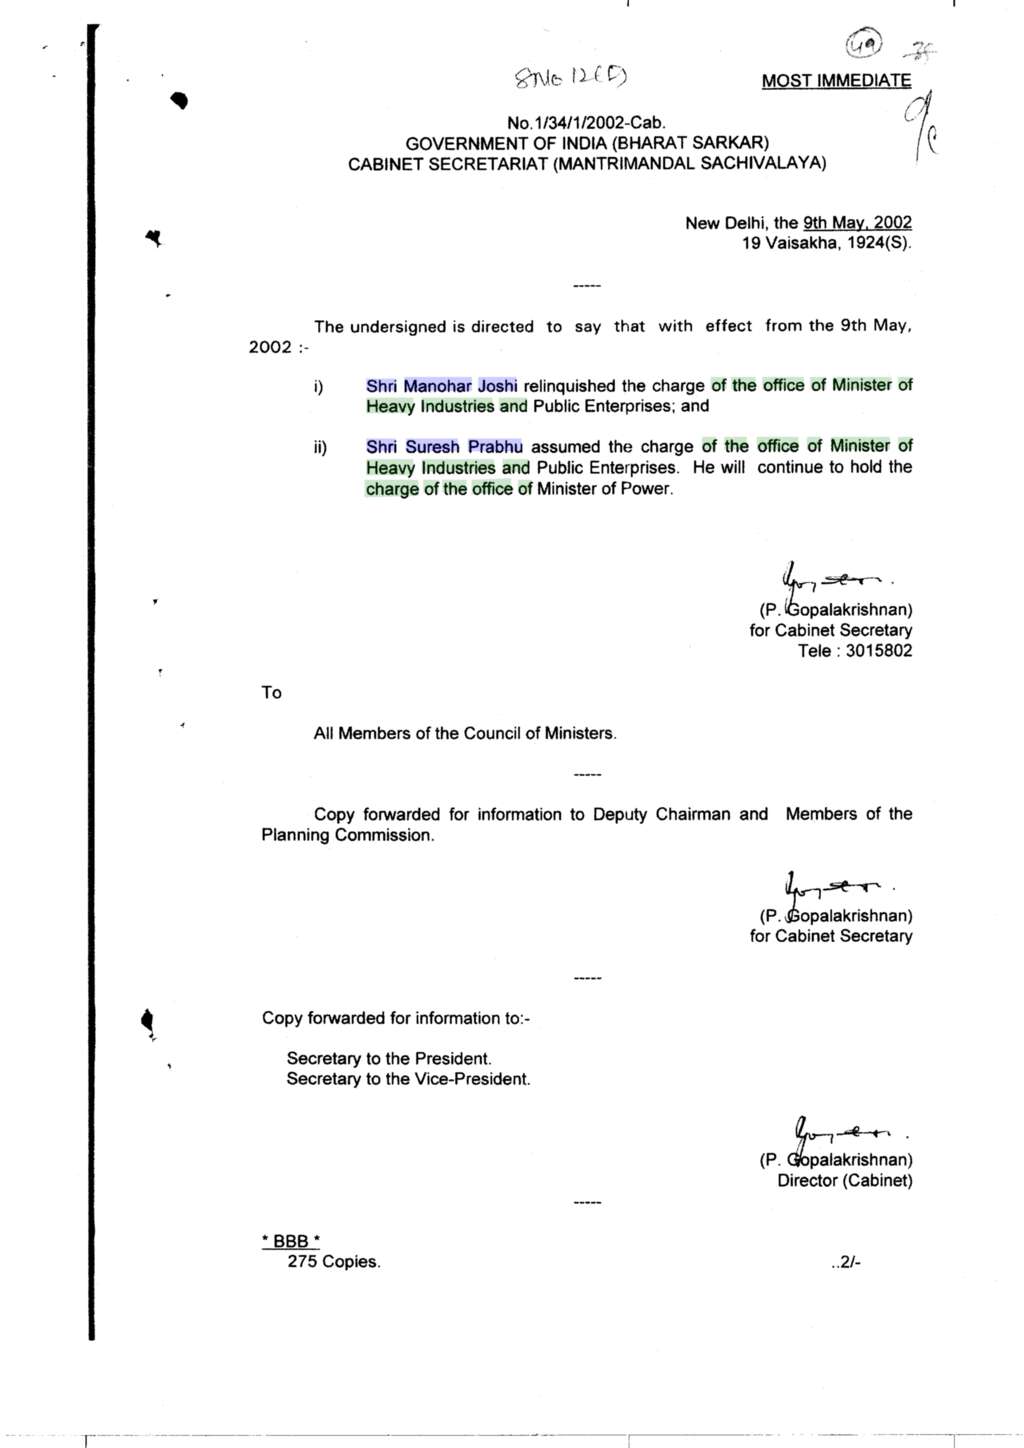 49
SNo 12(D)
MOST IMMEDIATE
No.1/34/1/2002-Cab.
GOVERNMENT OF INDIA (BHARAT SARKAR)
CABINET SECRETARIAT (MANTRIMANDAL SACHIVALAYA)
New Delhi, the 9th May, 2002
19 Vaisakha, 1924(S).
-----
The undersigned is directed to say that with effect from the 9th May,
2002 :-
i) Shri Manohar Joshi relinquished the charge of the office of Minister of
Heavy Industries and Public Enterprises; and
ii) Shri Suresh Prabhu assumed the charge of the office of Minister of
Heavy Industries and Public Enterprises. He will continue to hold the
charge of the office of Minister of Power.
(P. Gopalakrishnan)
for Cabinet Secretary
Tele : 3015802
To
All Members of the Council of Ministers.
-----
Copy forwarded for information to Deputy Chairman and Members of the
Planning Commission.
(P. Gopalakrishnan)
for Cabinet Secretary
-----
Copy forwarded for information to:-
Secretary to the President.
Secretary to the Vice-President.
(P. Gopalakrishnan)
Director (Cabinet)
-----
* BBB *
275 Copies.
..2/-